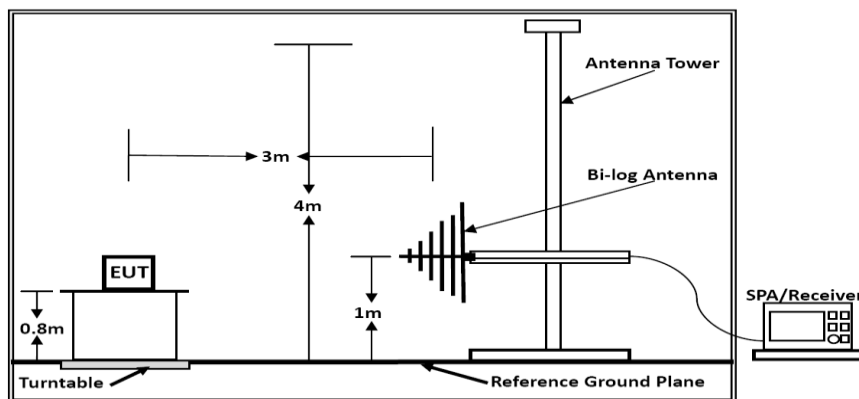 Antenna Tower
3m
Bi-log Antenna
4m
EUT
SPA/Receiver
0.8m
1m
Turntable
Reference Ground Plane